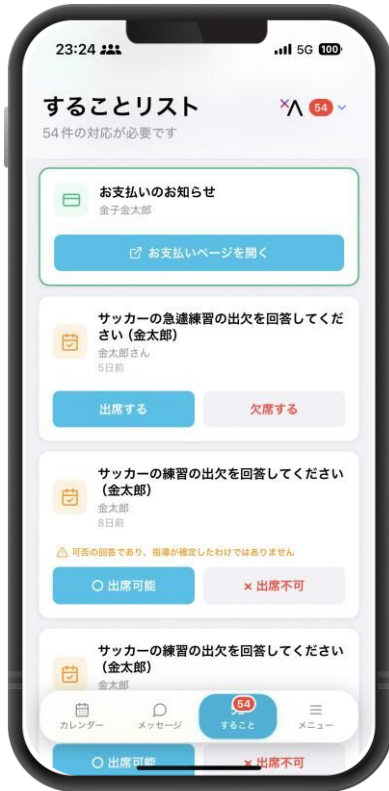 23:24
5G 100
することリスト
54
54件の対応が必要です
お支払いのお知らせ
金子金太郎
お支払いページを開く
サッカーの急遽練習の出欠を回答してくだ
さい (金太郎)
金太郎さん
5日前
出席する
欠席する
サッカーの練習の出欠を回答してください
(金太郎)
金太郎
8日前
可否の回答であり、指導が確定したわけではありません
出席可能
× 出席不可
サッカーの練習の出欠を回答してください
(金太郎)
金太郎
54
カレンダー
メッセージ
すること
メニュー
出席可能
× 出席不可